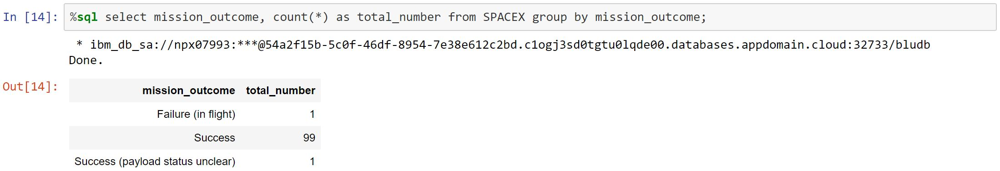 In [14]: %sql select mission_outcome, count(*) as total_number from SPACEX group by mission_outcome;
* ibm_db_sa://npx07993:***@54a2f15b-5c0f-46df-8954-7e38e612c2bd.c1ogj3sd0tgtu0lqde00.databases.appdomain.cloud:32733/bludb
Done.
Out[14]:
mission_outcome total_number
Failure (in flight) 1
Success 99
Success (payload status unclear) 1